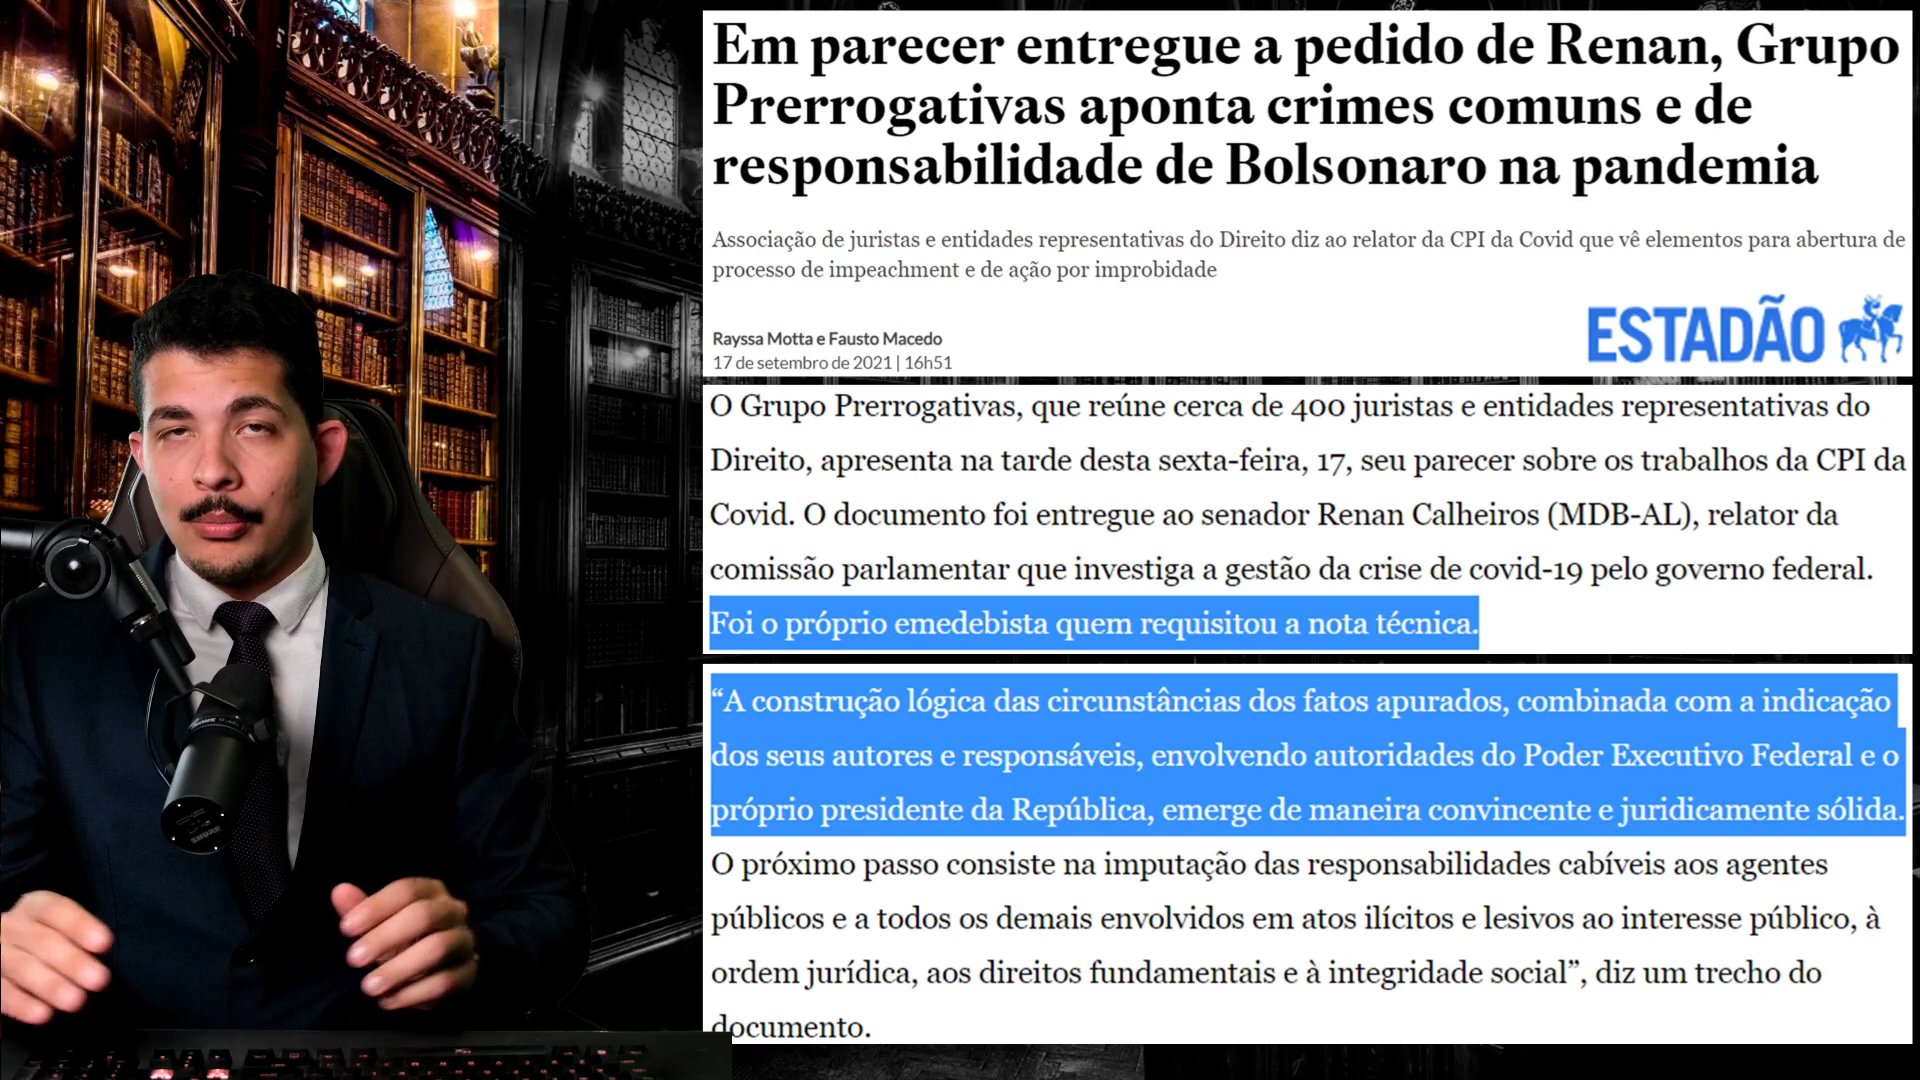 Em parecer entregue a pedido de Renan, Grupo
Prerrogativas aponta crimes comuns e de
responsabilidade de Bolsonaro na pandemia
Associação de juristas e entidades representativas do Direito diz ao relator da CPI da Covid que vê elementos para abertura de
processo de impeachment e de ação por improbidade
ESTADÃO
Rayssa Motta e Fausto Macedo
17 de setembro de 2021 | 16h51
O Grupo Prerrogativas, que reúne cerca de 400 juristas e entidades representativas do
Direito, apresenta na tarde desta sexta-feira, 17, seu parecer sobre os trabalhos da CPI da
Covid. O documento foi entregue ao senador Renan Calheiros (MDB-AL), relator da
comissão parlamentar que investiga a gestão da crise de covid-19 pelo governo federal.
Foi o próprio emedebista quem requisitou a nota técnica.
“A construção lógica das circunstâncias dos fatos apurados, combinada com a indicação
dos seus autores e responsáveis, envolvendo autoridades do Poder Executivo Federal e o
próprio presidente da República, emerge de maneira convincente e juridicamente sólida.
O próximo passo consiste na imputação das responsabilidades cabíveis aos agentes
públicos e a todos os demais envolvidos em atos ilícitos e lesivos ao interesse público, à
ordem jurídica, aos direitos fundamentais e à integridade social”, diz um trecho do
documento.
SHURE